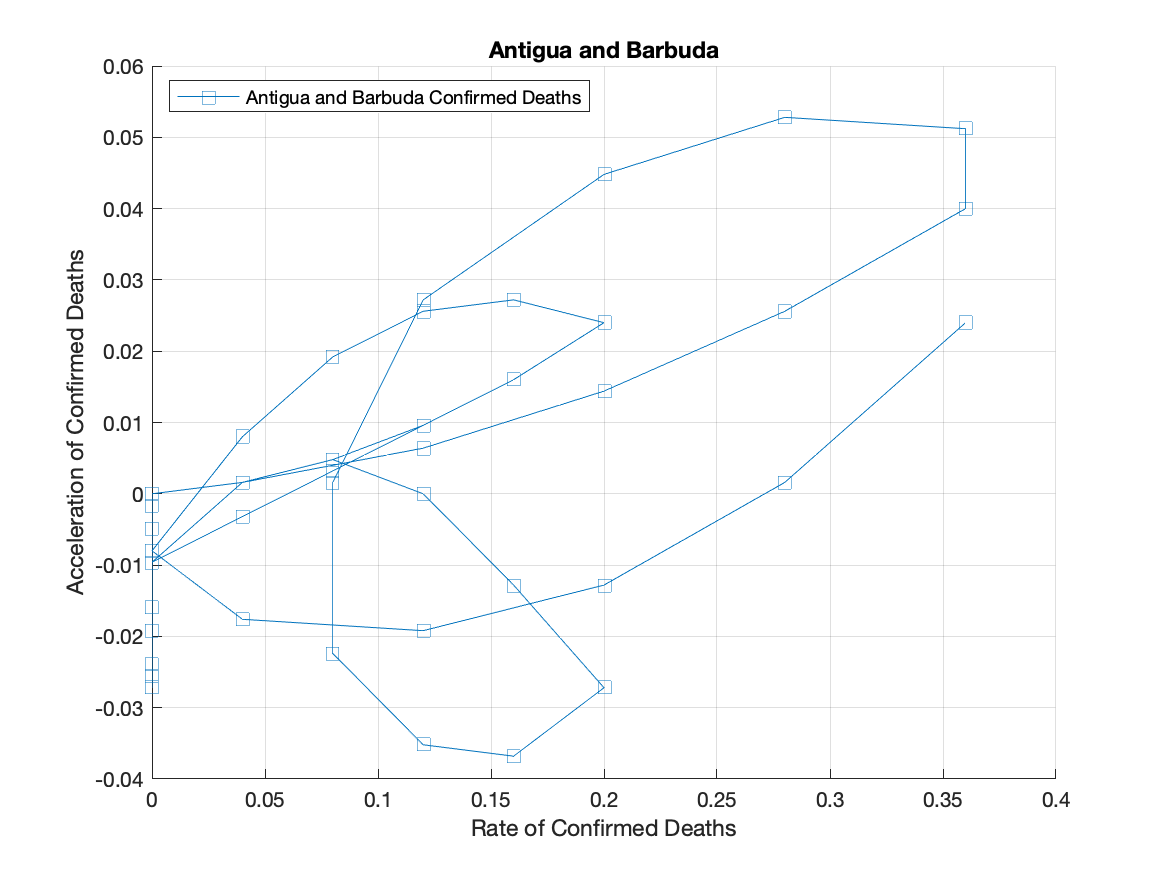 Antigua and Barbuda
Antigua and Barbuda Confirmed Deaths
Acceleration of Confirmed Deaths
0.06
0.05
0.04
0.03
0.02
0.01
0
-0.01
-0.02
-0.03
-0.04
0 0.05 0.1 0.15 0.2 0.25 0.3 0.35 0.4
Rate of Confirmed Deaths